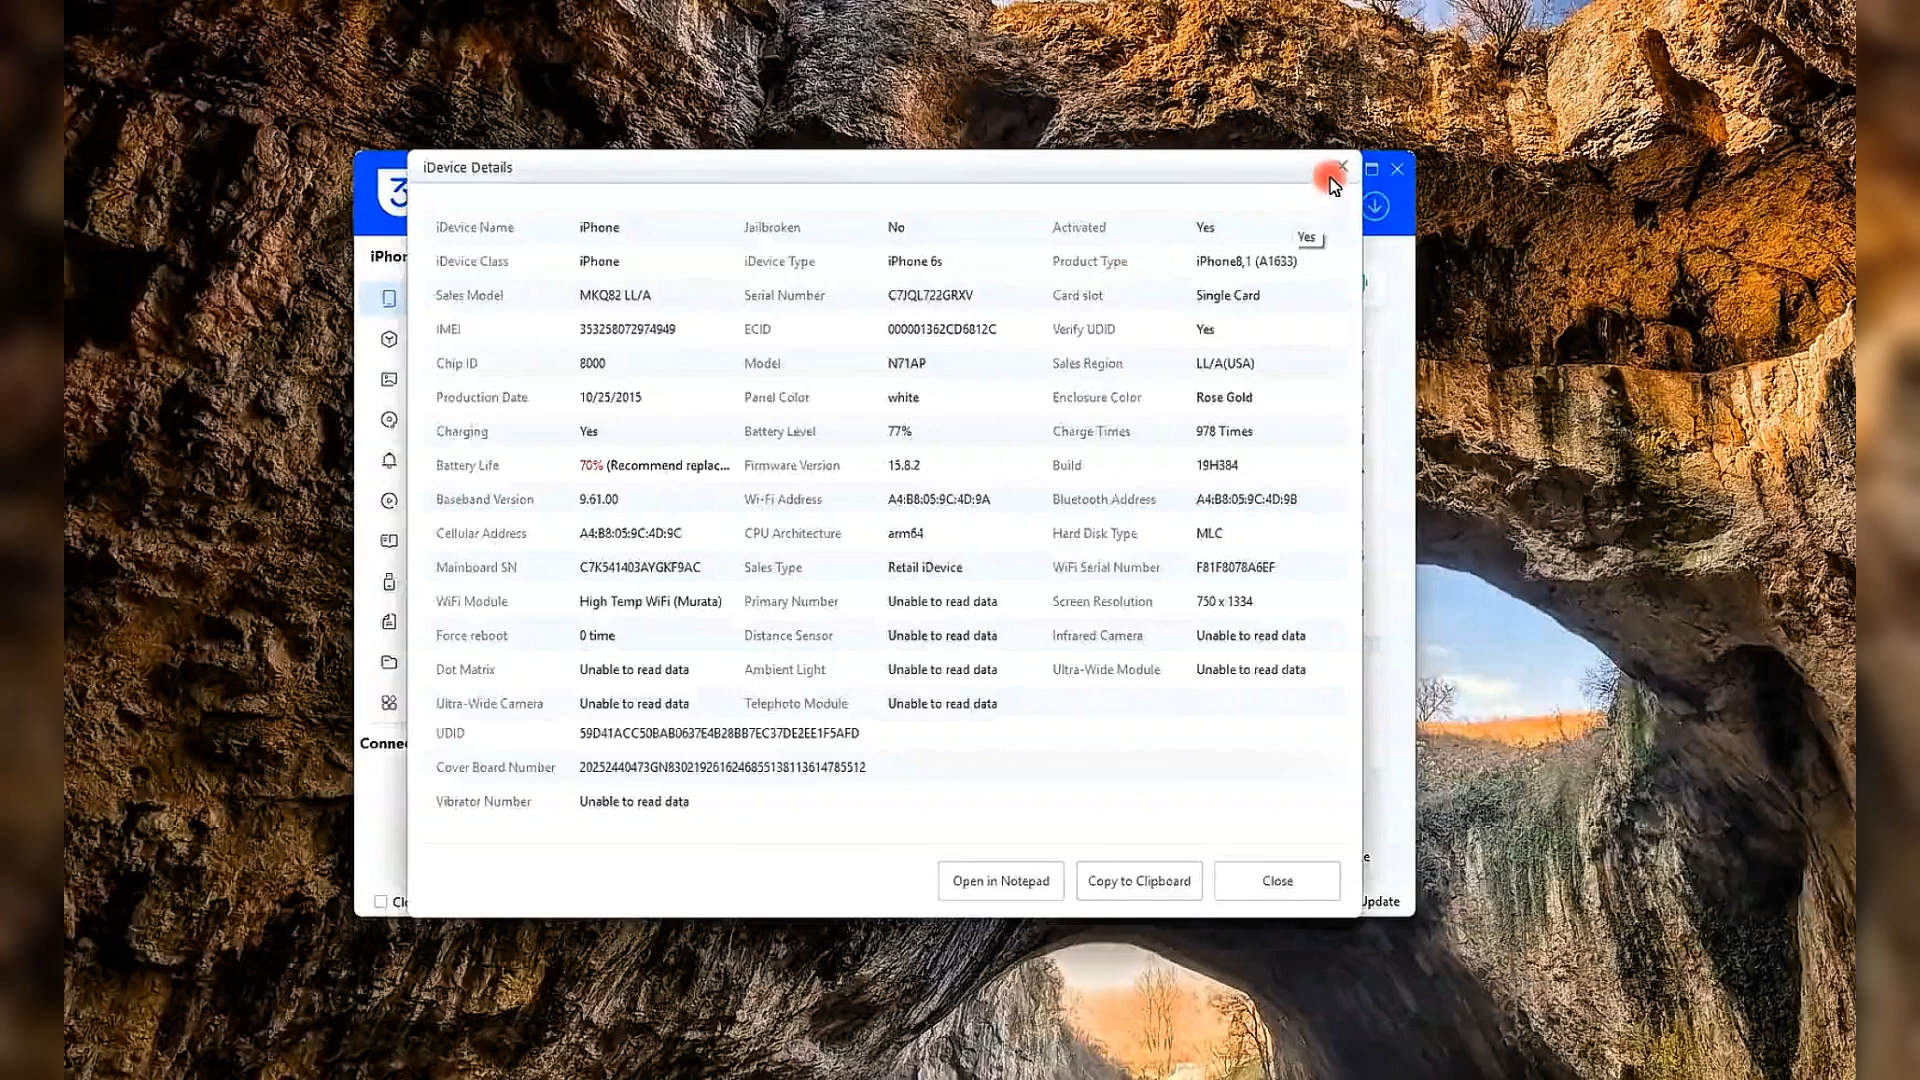 iDevice Details
iDevice Name iPhone Jailbroken No Activated Yes
Yes
iDevice Class iPhone iDevice Type iPhone 6s Product Type iPhone8,1 (A1633)
Sales Model MKQ82 LL/A Serial Number C7JQL722GRXV Card slot Single Card
IMEI 353258072974949 ECID 000001362CD6812C Verify UDID Yes
Chip ID 8000 Model N71AP Sales Region LL/A(USA)
Production Date 10/25/2015 Panel Color white Enclosure Color Rose Gold
Charging Yes Battery Level 77% Charge Times 978 Times
Battery Life 70% (Recommend replac... Firmware Version 15.8.2 Build 19H384
Baseband Version 9.61.00 Wi-Fi Address A4:B8:05:9C:4D:9A Bluetooth Address A4:B8:05:9C:4D:9B
Cellular Address A4:B8:05:9C:4D:9C CPU Architecture arm64 Hard Disk Type MLC
Mainboard SN C7K541403AYGKF9AC Sales Type Retail iDevice WiFi Serial Number F81F8078A6EF
WiFi Module High Temp WiFi (Murata) Primary Number Unable to read data Screen Resolution 750 x 1334
Force reboot 0 time Distance Sensor Unable to read data Infrared Camera Unable to read data
Dot Matrix Unable to read data Ambient Light Unable to read data Ultra-Wide Module Unable to read data
Ultra-Wide Camera Unable to read data Telephoto Module Unable to read data
UDID 59D41ACC50BAB0637E4B28BB7EC37DE2EE1F5AFD
Cover Board Number 20252440473GN8302192616246855138113614785512
Vibrator Number Unable to read data
Open in Notepad Copy to Clipboard Close
3
iPhon
Connec
Clo
e
Update